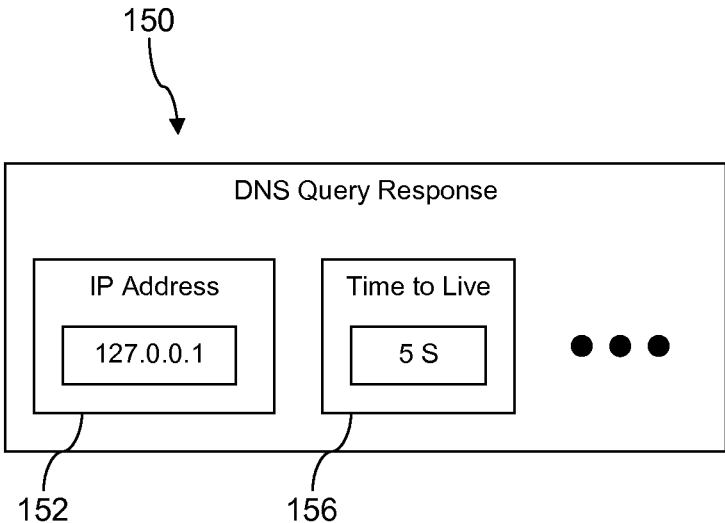 150
DNS Query Response
IP Address
Time to Live
127.0.0.1
5 S
152
156